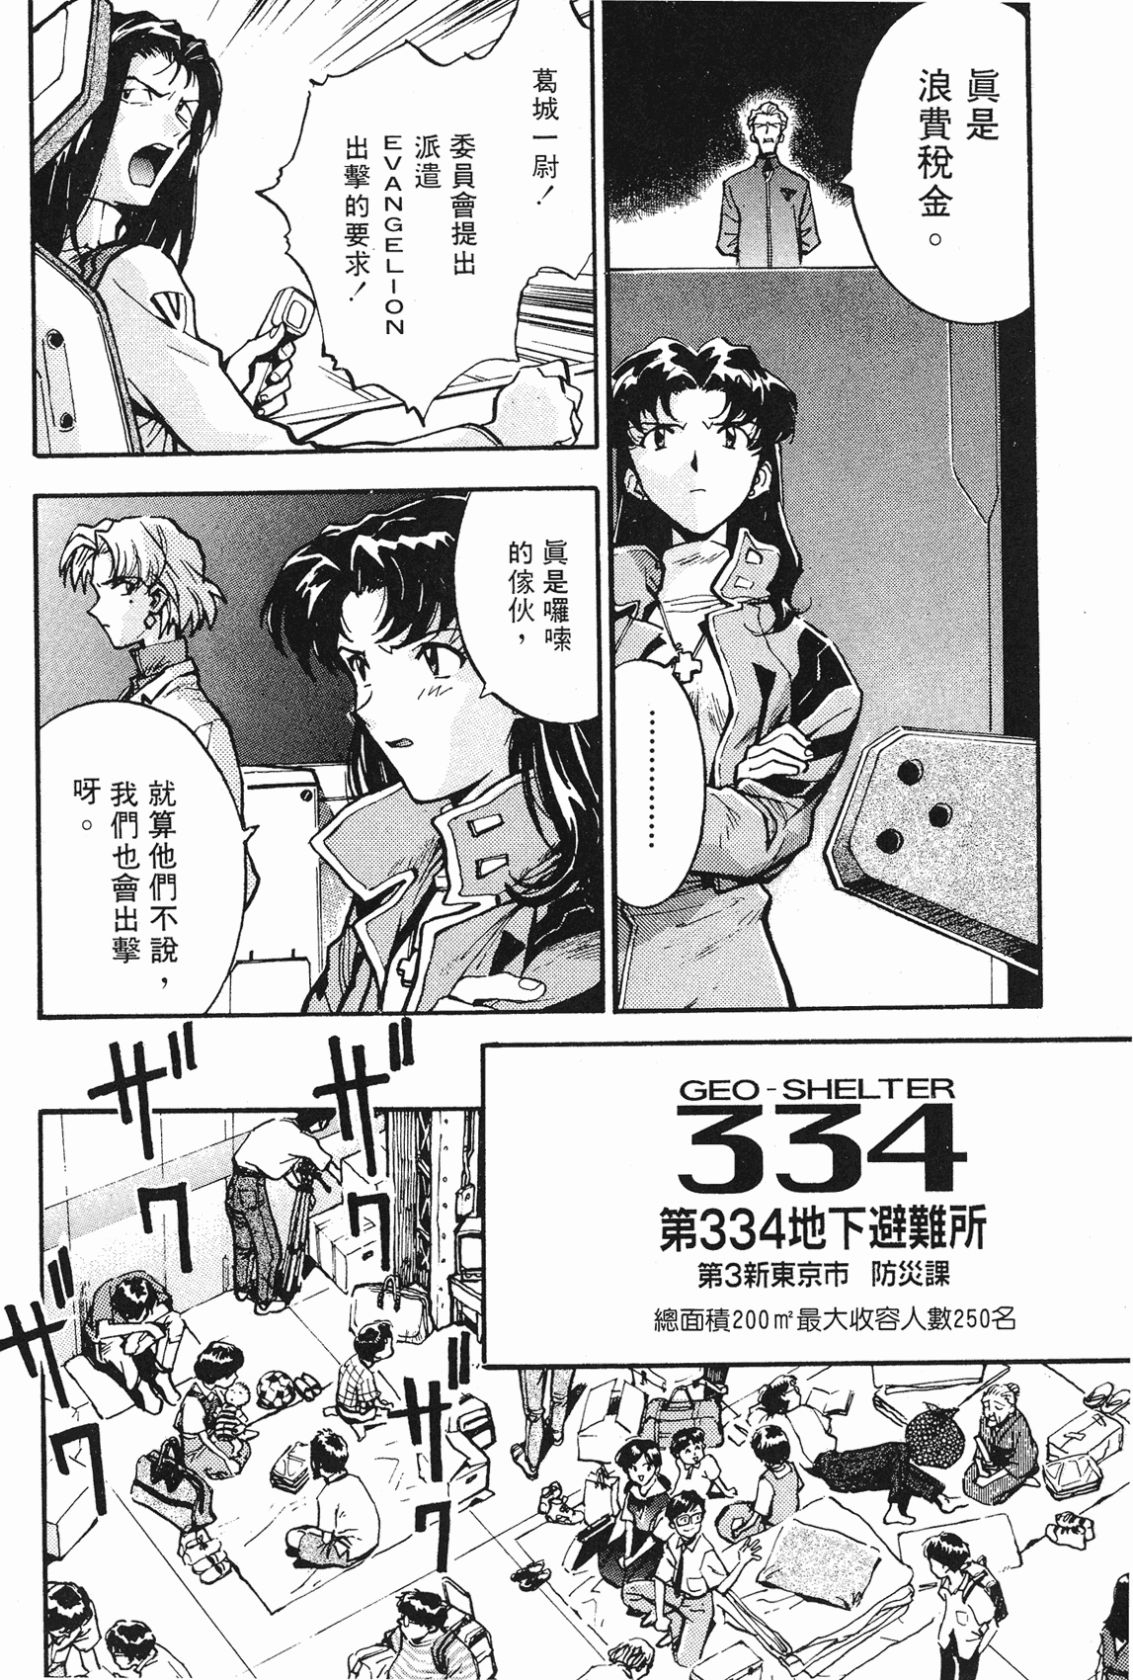 眞是
浪費稅金。
…………
葛城一尉！
委員會提出
派遣
EVANGELION
出擊的要求！
眞是囉嗦
的傢伙，
就算他們不說，
我們也會出擊
呀。
GEO-SHELTER
334
第334地下避難所
第3新東京市 防災課
總面積200㎡最大收容人數250名
ザワ
ザワ
ザワ
ザワ